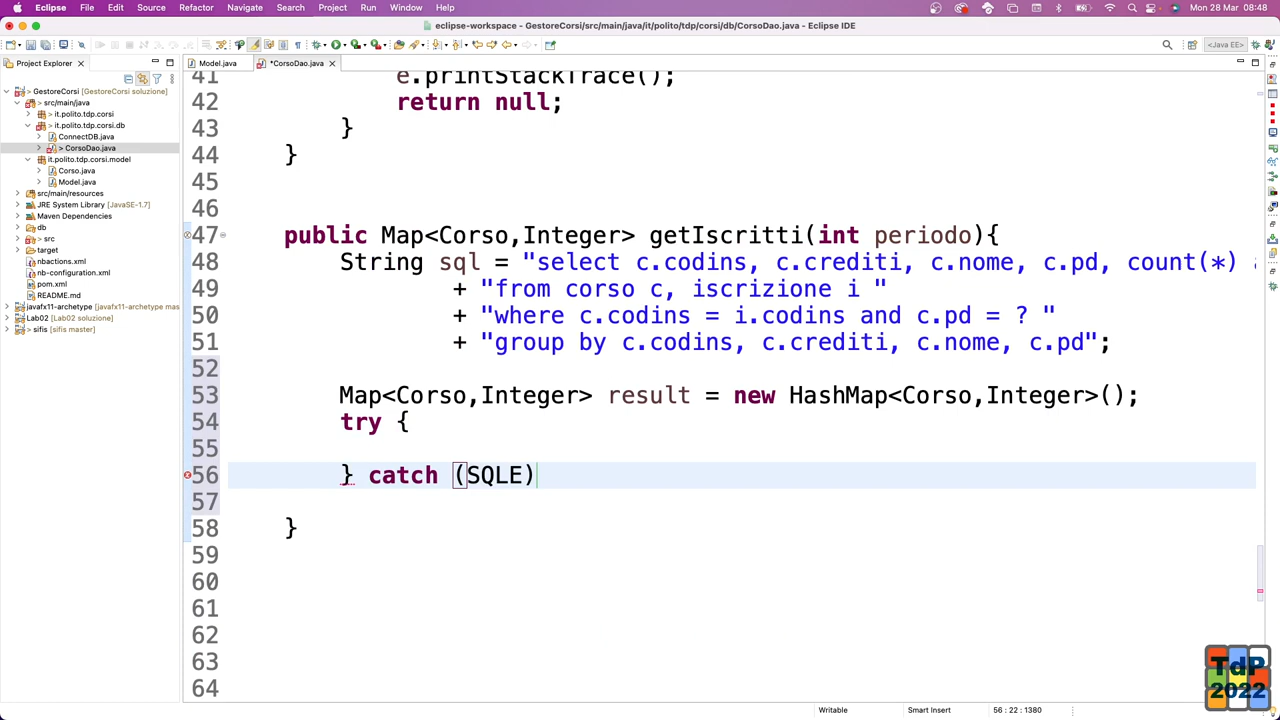 Eclipse File Edit Source Refactor Navigate Search Project Run Window Help Mon 28 Mar 08:46
eclipse-workspace - GestoreCorsi/src/main/java/it/polito/tdp/corsi/db/CorsoDao.java - Eclipse IDE
<Java EE>
Project Explorer
Model.java
*CorsoDao.java
GestoreCorsi [GestoreCorsi soluzione]
> src/main/java
it.polito.tdp.corsi
> it.polito.tdp.corsi.db
ConnectDB.java
> CorsoDao.java
it.polito.tdp.corsi.model
Corso.java
Model.java
src/main/resources
JRE System Library [JavaSE-1.7]
Maven Dependencies
db
> src
target
nbactions.xml
nb-configuration.xml
pom.xml
README.md
javafx11-archetype [javafx11-archetype mas
Lab02 [Lab02 soluzione]
> sifis [sifis master]
41 e.printStackTrace();
42 return null;
43 }
44 }
45
46
47 public Map<Corso,Integer> getIscritti(int periodo){
48 String sql = "select c.codins, c.crediti, c.nome, c.pd, count(*) a
49 + "from corso c, iscrizione i "
50 + "where c.codins = i.codins and c.pd = ? "
51 + "group by c.codins, c.crediti, c.nome, c.pd";
52
53 Map<Corso,Integer> result = new HashMap<Corso,Integer>();
54 try {
55
56 } catch (SQLE)
57
58 }
59
60
61
62
63
64
TdP
2022
Writable Smart Insert 56 : 22 : 1380